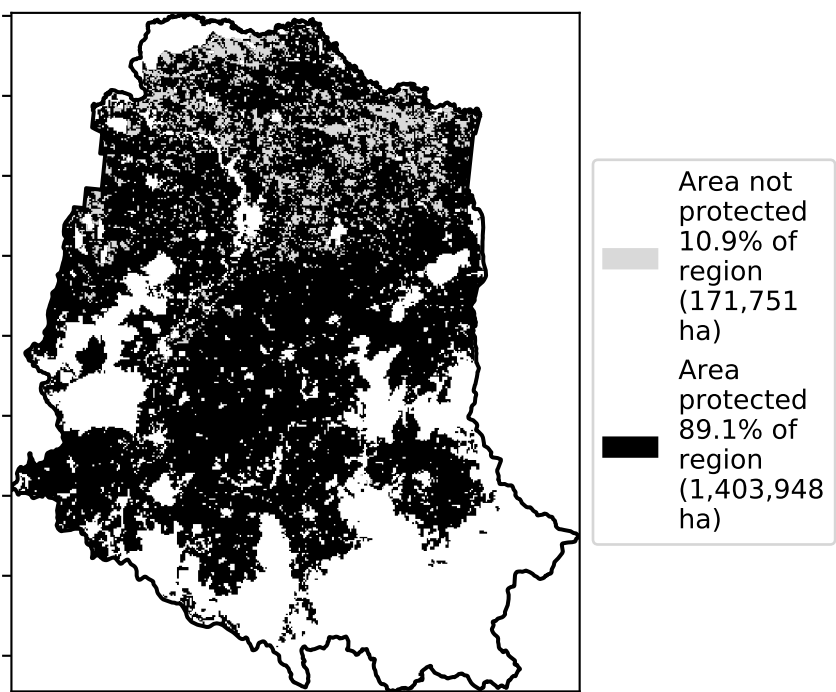 Area not
protected
10.9% of
region
(171,751
ha)
Area
protected
89.1% of
region
(1,403,948
ha)